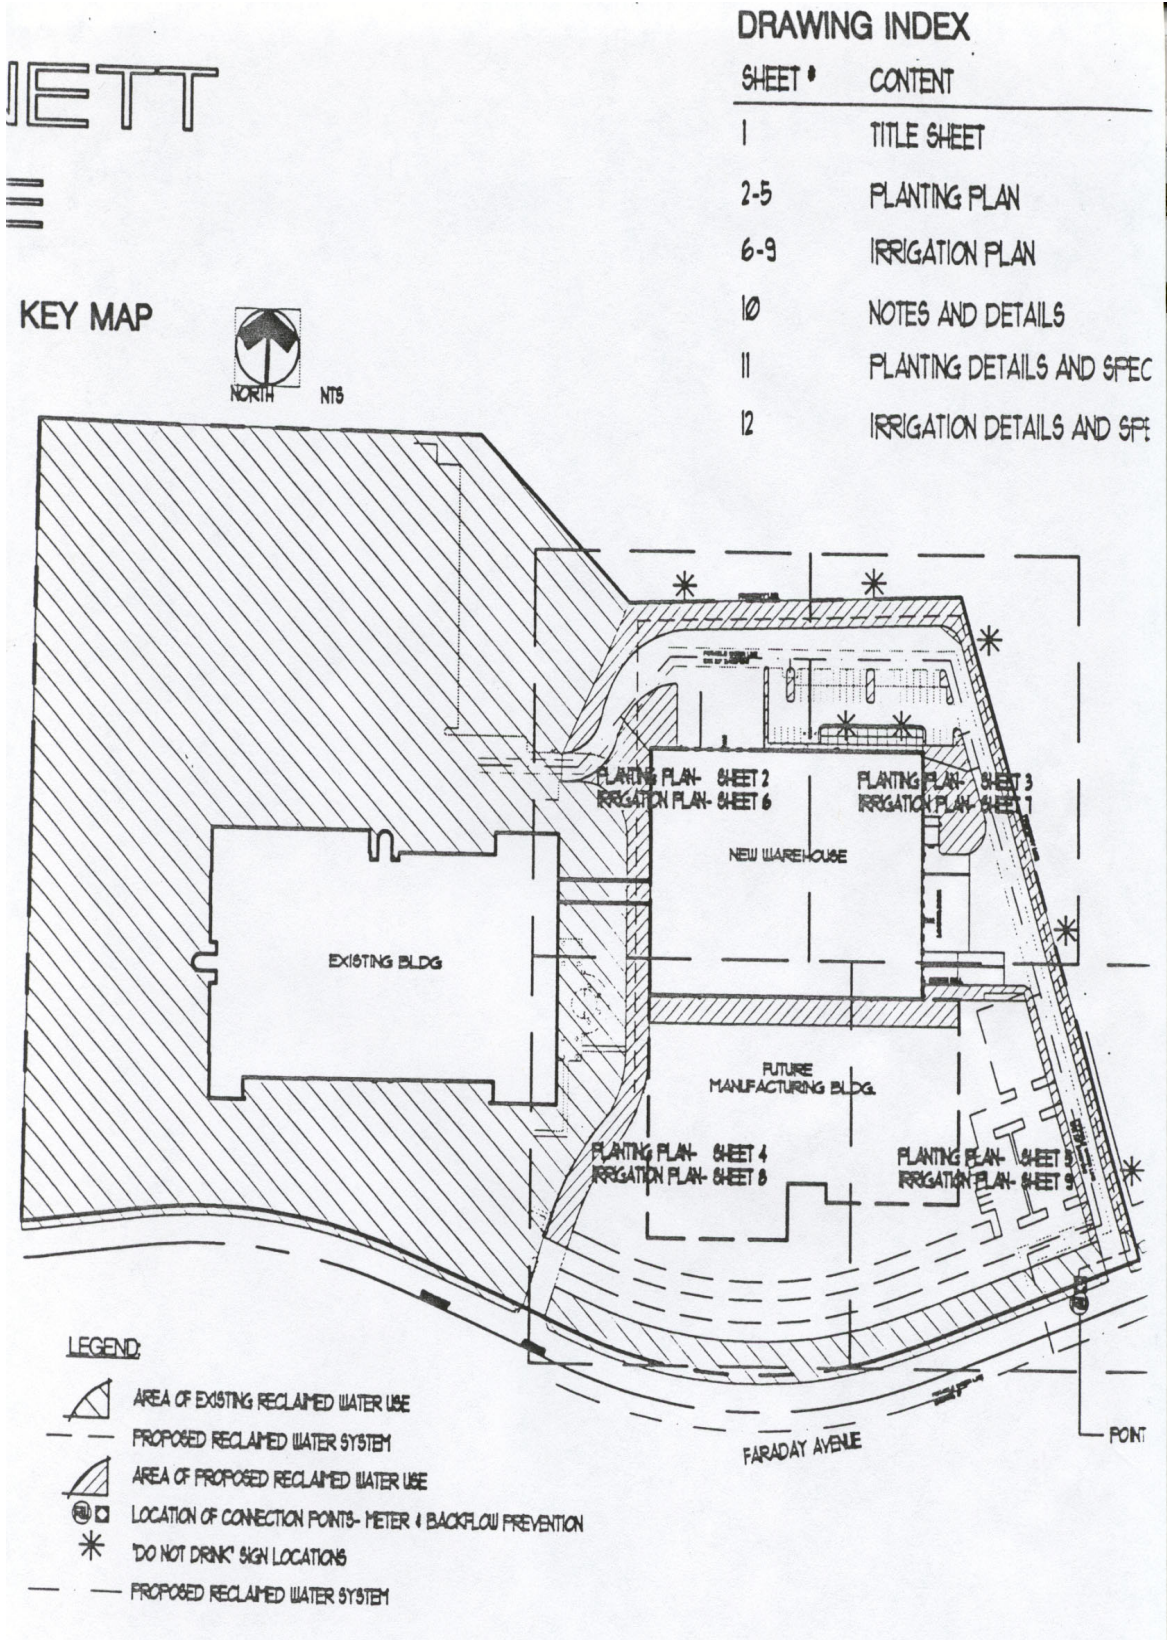 DRAWING INDEX
SHEET # CONTENT
1 TITLE SHEET
2-5 PLANTING PLAN
6-9 IRRIGATION PLAN
10 NOTES AND DETAILS
11 PLANTING DETAILS AND SPEC
12 IRRIGATION DETAILS AND SPE
NETT
E
KEY MAP
NORTH NTS
PLANTING PLAN- SHEET 2
IRRIGATION PLAN- SHEET 6
PLANTING PLAN- SHEET 3
IRRIGATION PLAN- SHEET 7
NEW WAREHOUSE
EXISTING BLDG
FUTURE
MANUFACTURING BLDG.
PLANTING PLAN- SHEET 4
IRRIGATION PLAN- SHEET 8
PLANTING PLAN- SHEET 5
IRRIGATION PLAN- SHEET 9
FARADAY AVENUE
POINT
LEGEND:
AREA OF EXISTING RECLAIMED WATER USE
PROPOSED RECLAIMED WATER SYSTEM
AREA OF PROPOSED RECLAIMED WATER USE
LOCATION OF CONNECTION POINTS- METER & BACKFLOW PREVENTION
"DO NOT DRINK" SIGN LOCATIONS
PROPOSED RECLAIMED WATER SYSTEM